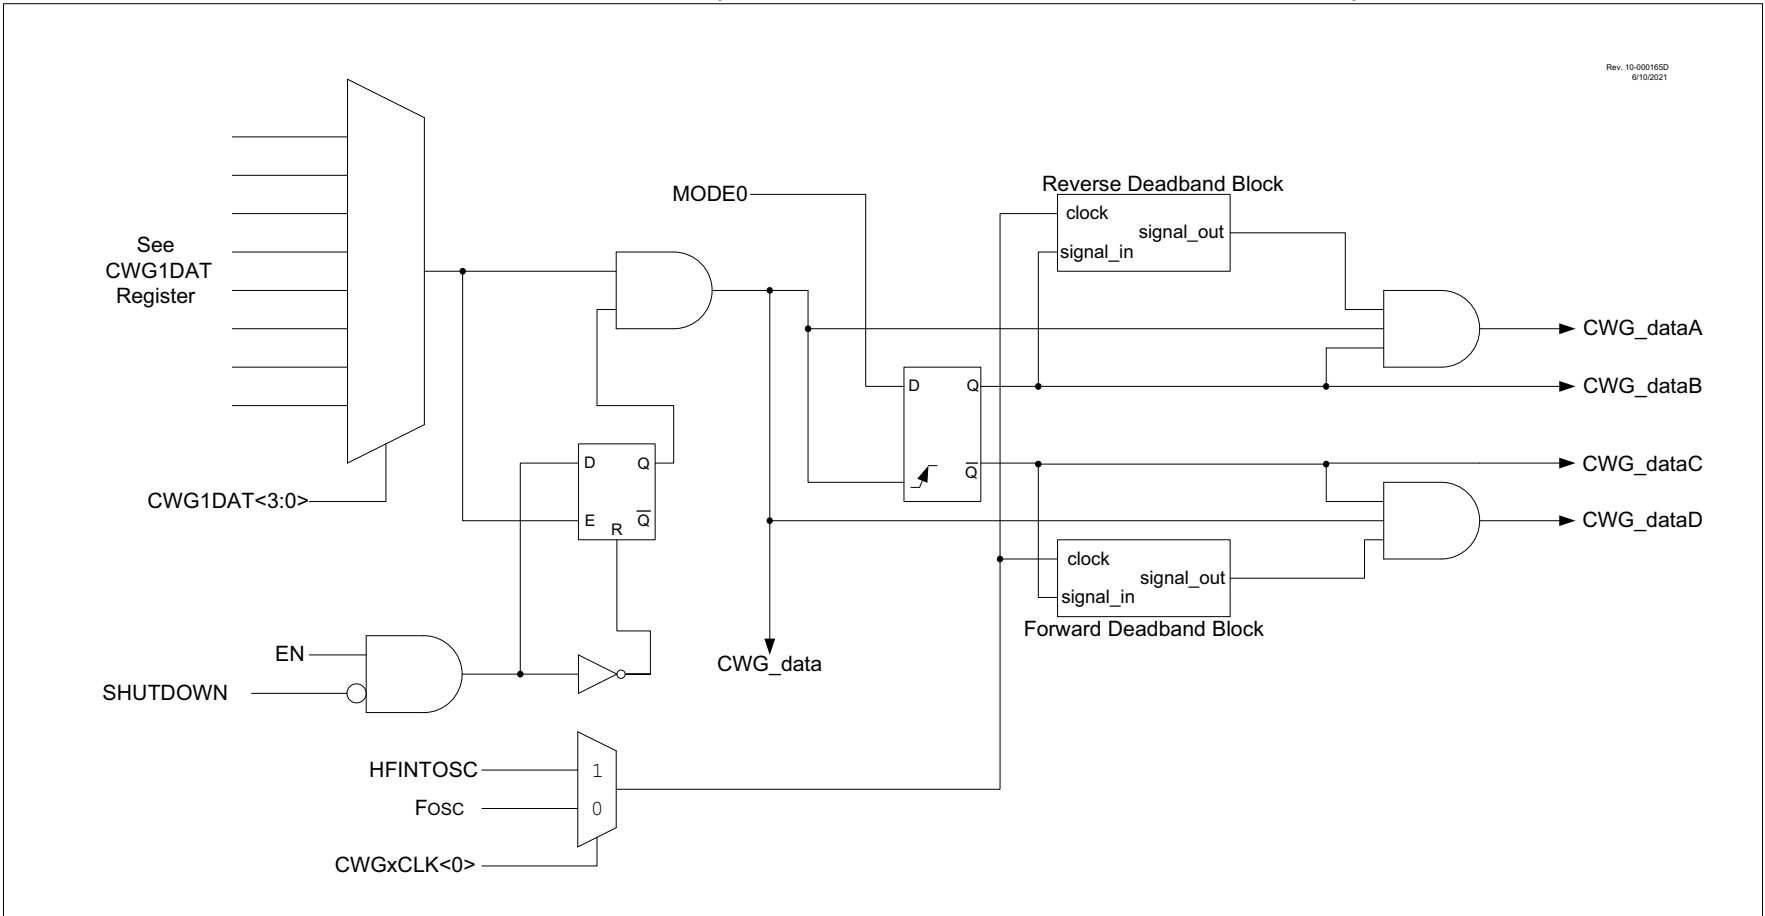 Rev. 10-000165D
6/10/2021
See
CWG1DAT
Register
CWG1DAT<3:0>
MODE0
Reverse Deadband Block
clock
signal_out
signal_in
CWG_dataA
D
Q
CWG_dataB
Q̅
CWG_dataC
D
Q
E
R
Q̅
CWG_dataD
clock
signal_out
signal_in
Forward Deadband Block
EN
SHUTDOWN
CWG_data
HFINTOSC
1
FOSC
0
CWGxCLK<0>